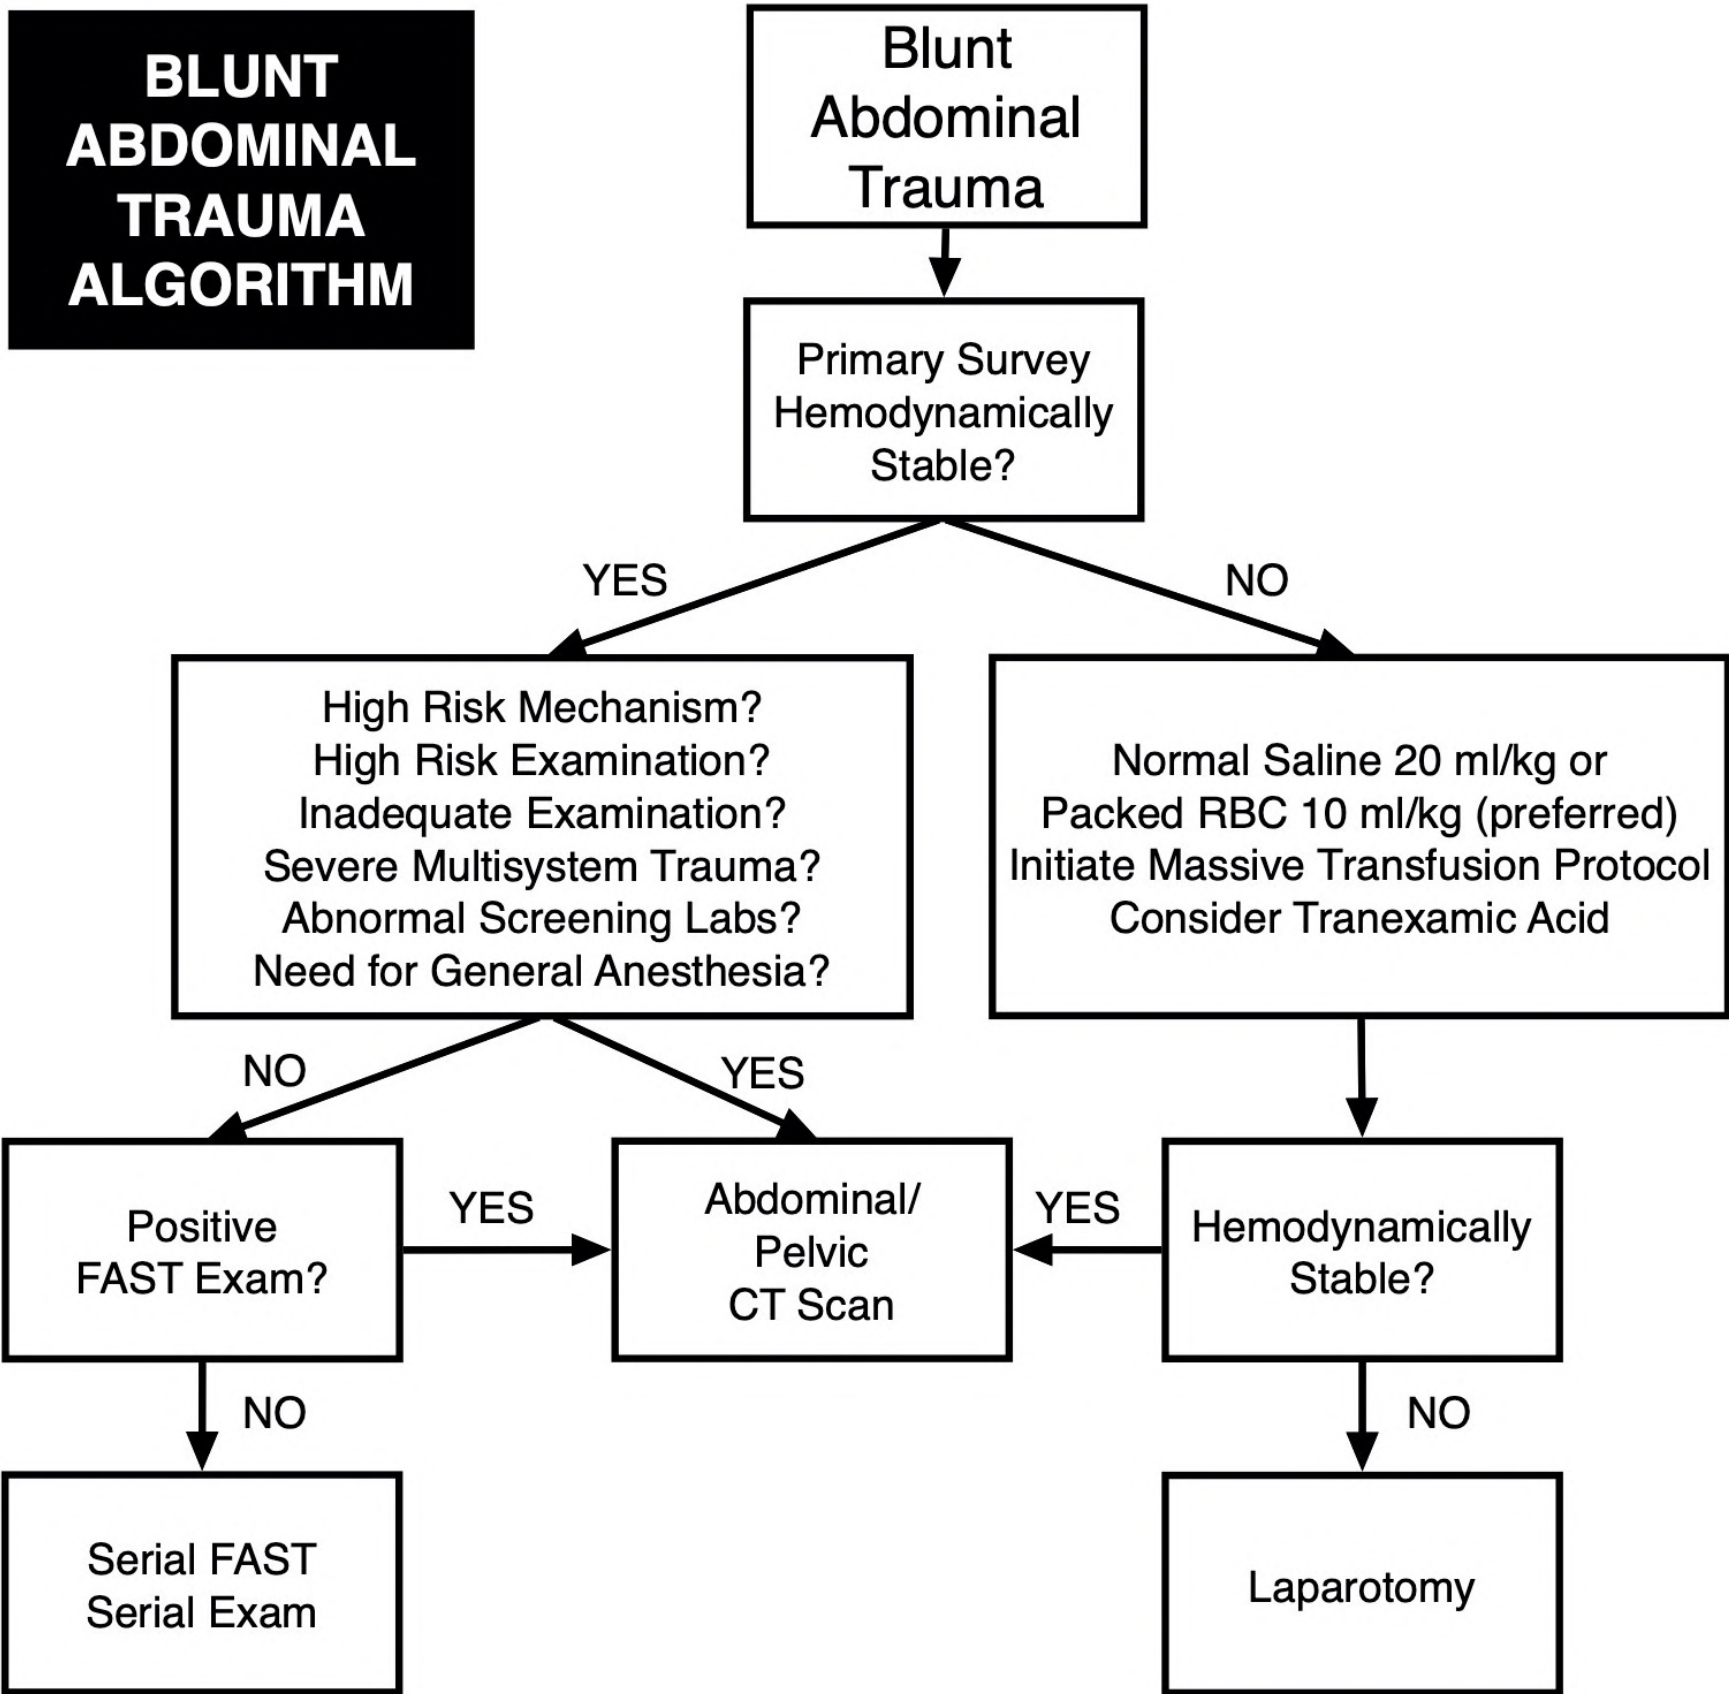 BLUNT
ABDOMINAL
TRAUMA
ALGORITHM
Blunt
Abdominal
Trauma
Primary Survey
Hemodynamically
Stable?
YES
NO
High Risk Mechanism?
High Risk Examination?
Inadequate Examination?
Severe Multisystem Trauma?
Abnormal Screening Labs?
Need for General Anesthesia?
Normal Saline 20 ml/kg or
Packed RBC 10 ml/kg (preferred)
Initiate Massive Transfusion Protocol
Consider Tranexamic Acid
NO
YES
Positive
FAST Exam?
YES
Abdominal/
Pelvic
CT Scan
YES
Hemodynamically
Stable?
NO
NO
Serial FAST
Serial Exam
Laparotomy